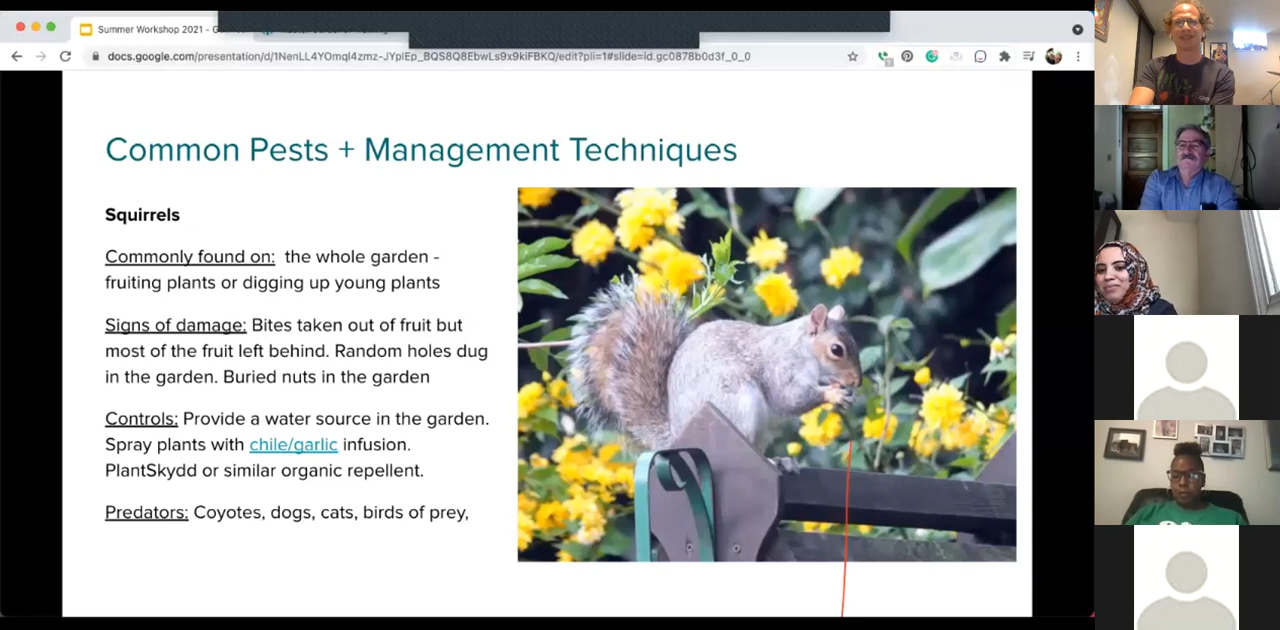 Summer Workshop 2021 - G
docs.google.com/presentation/d/1NenLL4YOmqI4zmz-JYpIEp_BQS8Q8EbwLs9x9kiFBKQ/edit?pii=1#slide=id.gc0878b0d3f_0_0
Common Pests + Management Techniques
Squirrels
Commonly found on: the whole garden -
fruiting plants or digging up young plants
Signs of damage: Bites taken out of fruit but
most of the fruit left behind. Random holes dug
in the garden. Buried nuts in the garden
Controls: Provide a water source in the garden.
Spray plants with chile/garlic infusion.
PlantSkydd or similar organic repellent.
Predators: Coyotes, dogs, cats, birds of prey,